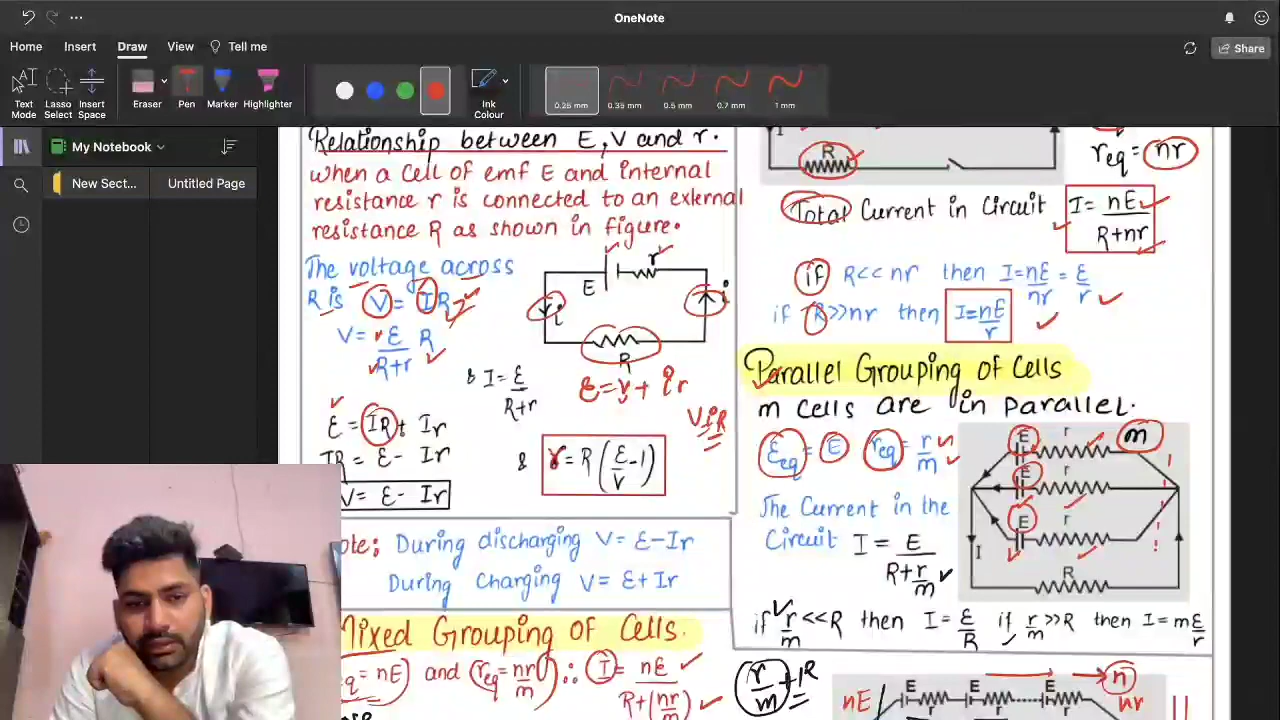 OneNote
Home Insert Draw View Tell me
Share
Text Mode
Lasso Select
Insert Space
Eraser
Pen
Marker
Highlighter
Ink Colour
0.25 mm 0.35 mm 0.5 mm 0.7 mm 1 mm
My Notebook
New Sect...
Untitled Page
Relationship between E, V and r.
when a cell of emf E and internal
resistance r is connected to an external
resistance R as shown in figure.
The voltage across
R is V = IR
V = ε/R+r R
E r
i i
R
& I = ε/R+r
ε = v + ir
V iR
ε = IR + Ir
IR = ε - Ir
V = ε - Ir
& r = R (ε/V - 1)
ote: During discharging V = ε - Ir
During charging V = ε + Ir
Mixed Grouping of Cells.
q = nE) and (req = nr/m) ∴ I = nE/R+(nr/m)
I
R
req = nr
Total Current in Circuit I = nE/R+nr
if R << nr then I = nE/nr = E/r
if R >> nr then I = nE/r
Parallel Grouping of Cells
m Cells are in parallel.
Eeq = E req = r/m
E r m
E r
E r
I
R
The Current in the
Circuit I = E/R+r/m
if r/m << R then I = E/R if r/m >> R then I = mE/r
r/m + R
E E E n
nE r r r nr